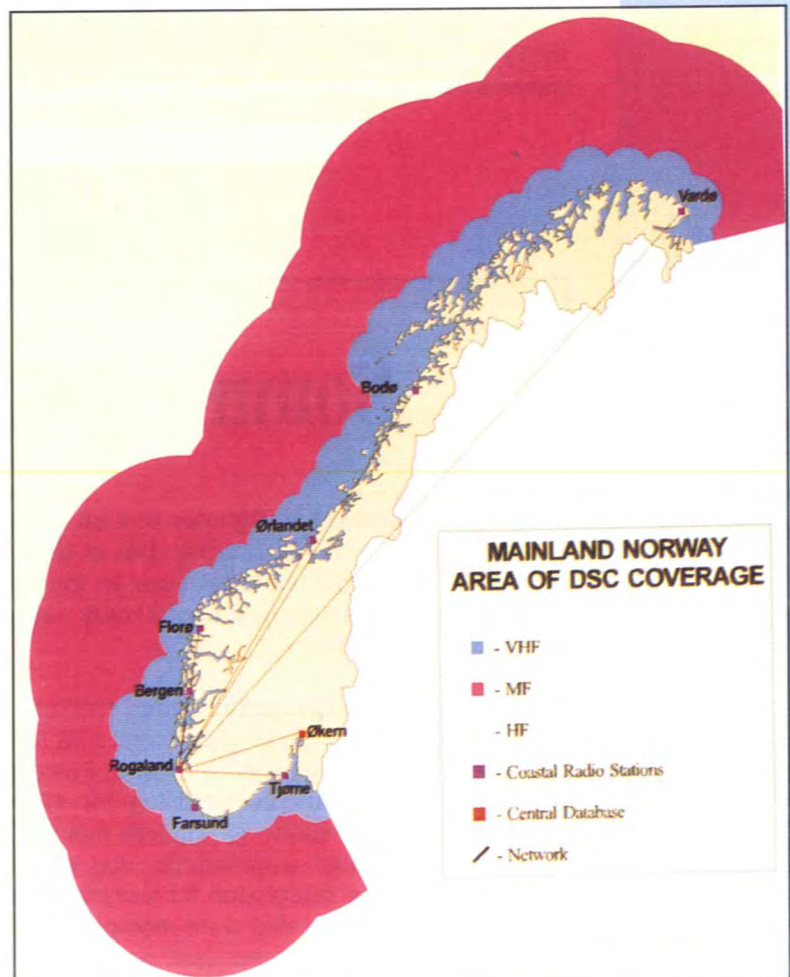 Vardø
Bodø
Ørlandet
Florø
Bergen
Økern
Rogaland
Tjøme
Farsund
MAINLAND NORWAY
AREA OF DSC COVERAGE
- VHF
- MF
- HF
- Coastal Radio Stations
- Central Database
- Network